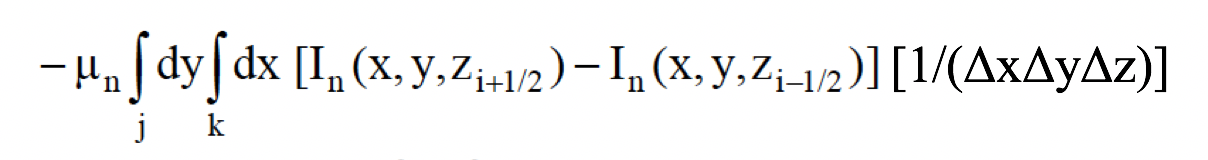 −μₙ∫dy∫dx [Iₙ(x,y,zᵢ₊₁/₂)−Iₙ(x,y,zᵢ₋₁/₂)] [1/(ΔxΔyΔz)]
j k